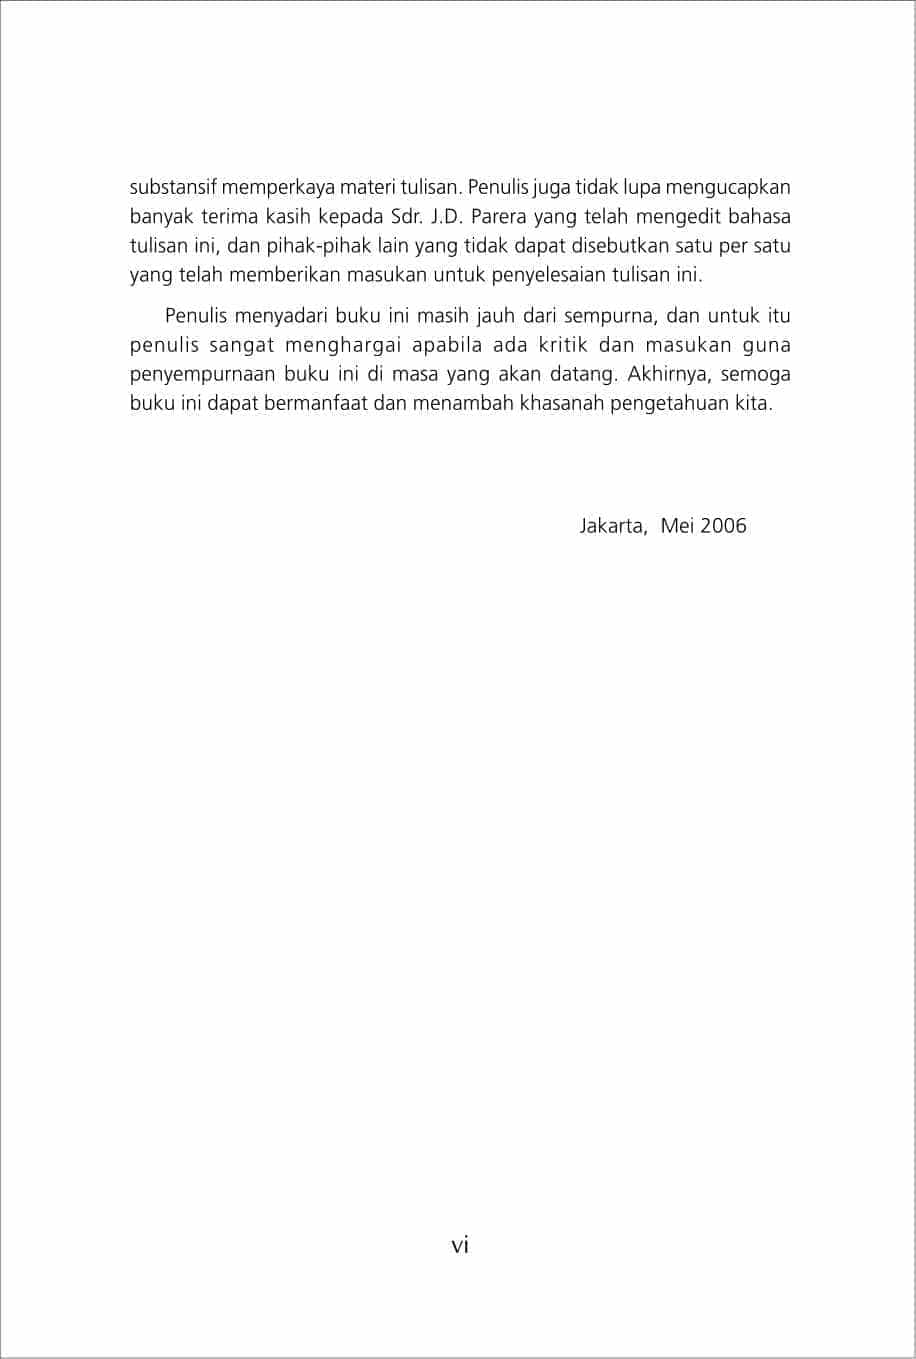 substansif memperkaya materi tulisan. Penulis juga tidak lupa mengucapkan
banyak terima kasih kepada Sdr. J.D. Parera yang telah mengedit bahasa
tulisan ini, dan pihak-pihak lain yang tidak dapat disebutkan satu per satu
yang telah memberikan masukan untuk penyelesaian tulisan ini.
Penulis menyadari buku ini masih jauh dari sempurna, dan untuk itu
penulis sangat menghargai apabila ada kritik dan masukan guna
penyempurnaan buku ini di masa yang akan datang. Akhirnya, semoga
buku ini dapat bermanfaat dan menambah khasanah pengetahuan kita.
Jakarta,  Mei 2006
vi